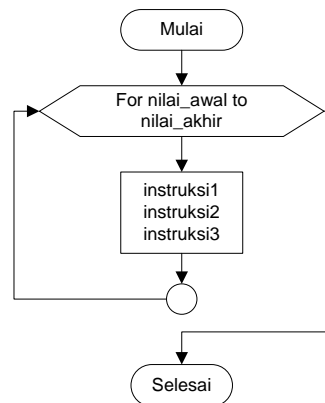 Mulai
For nilai_awal to
nilai_akhir
instruksi1
instruksi2
instruksi3
Selesai